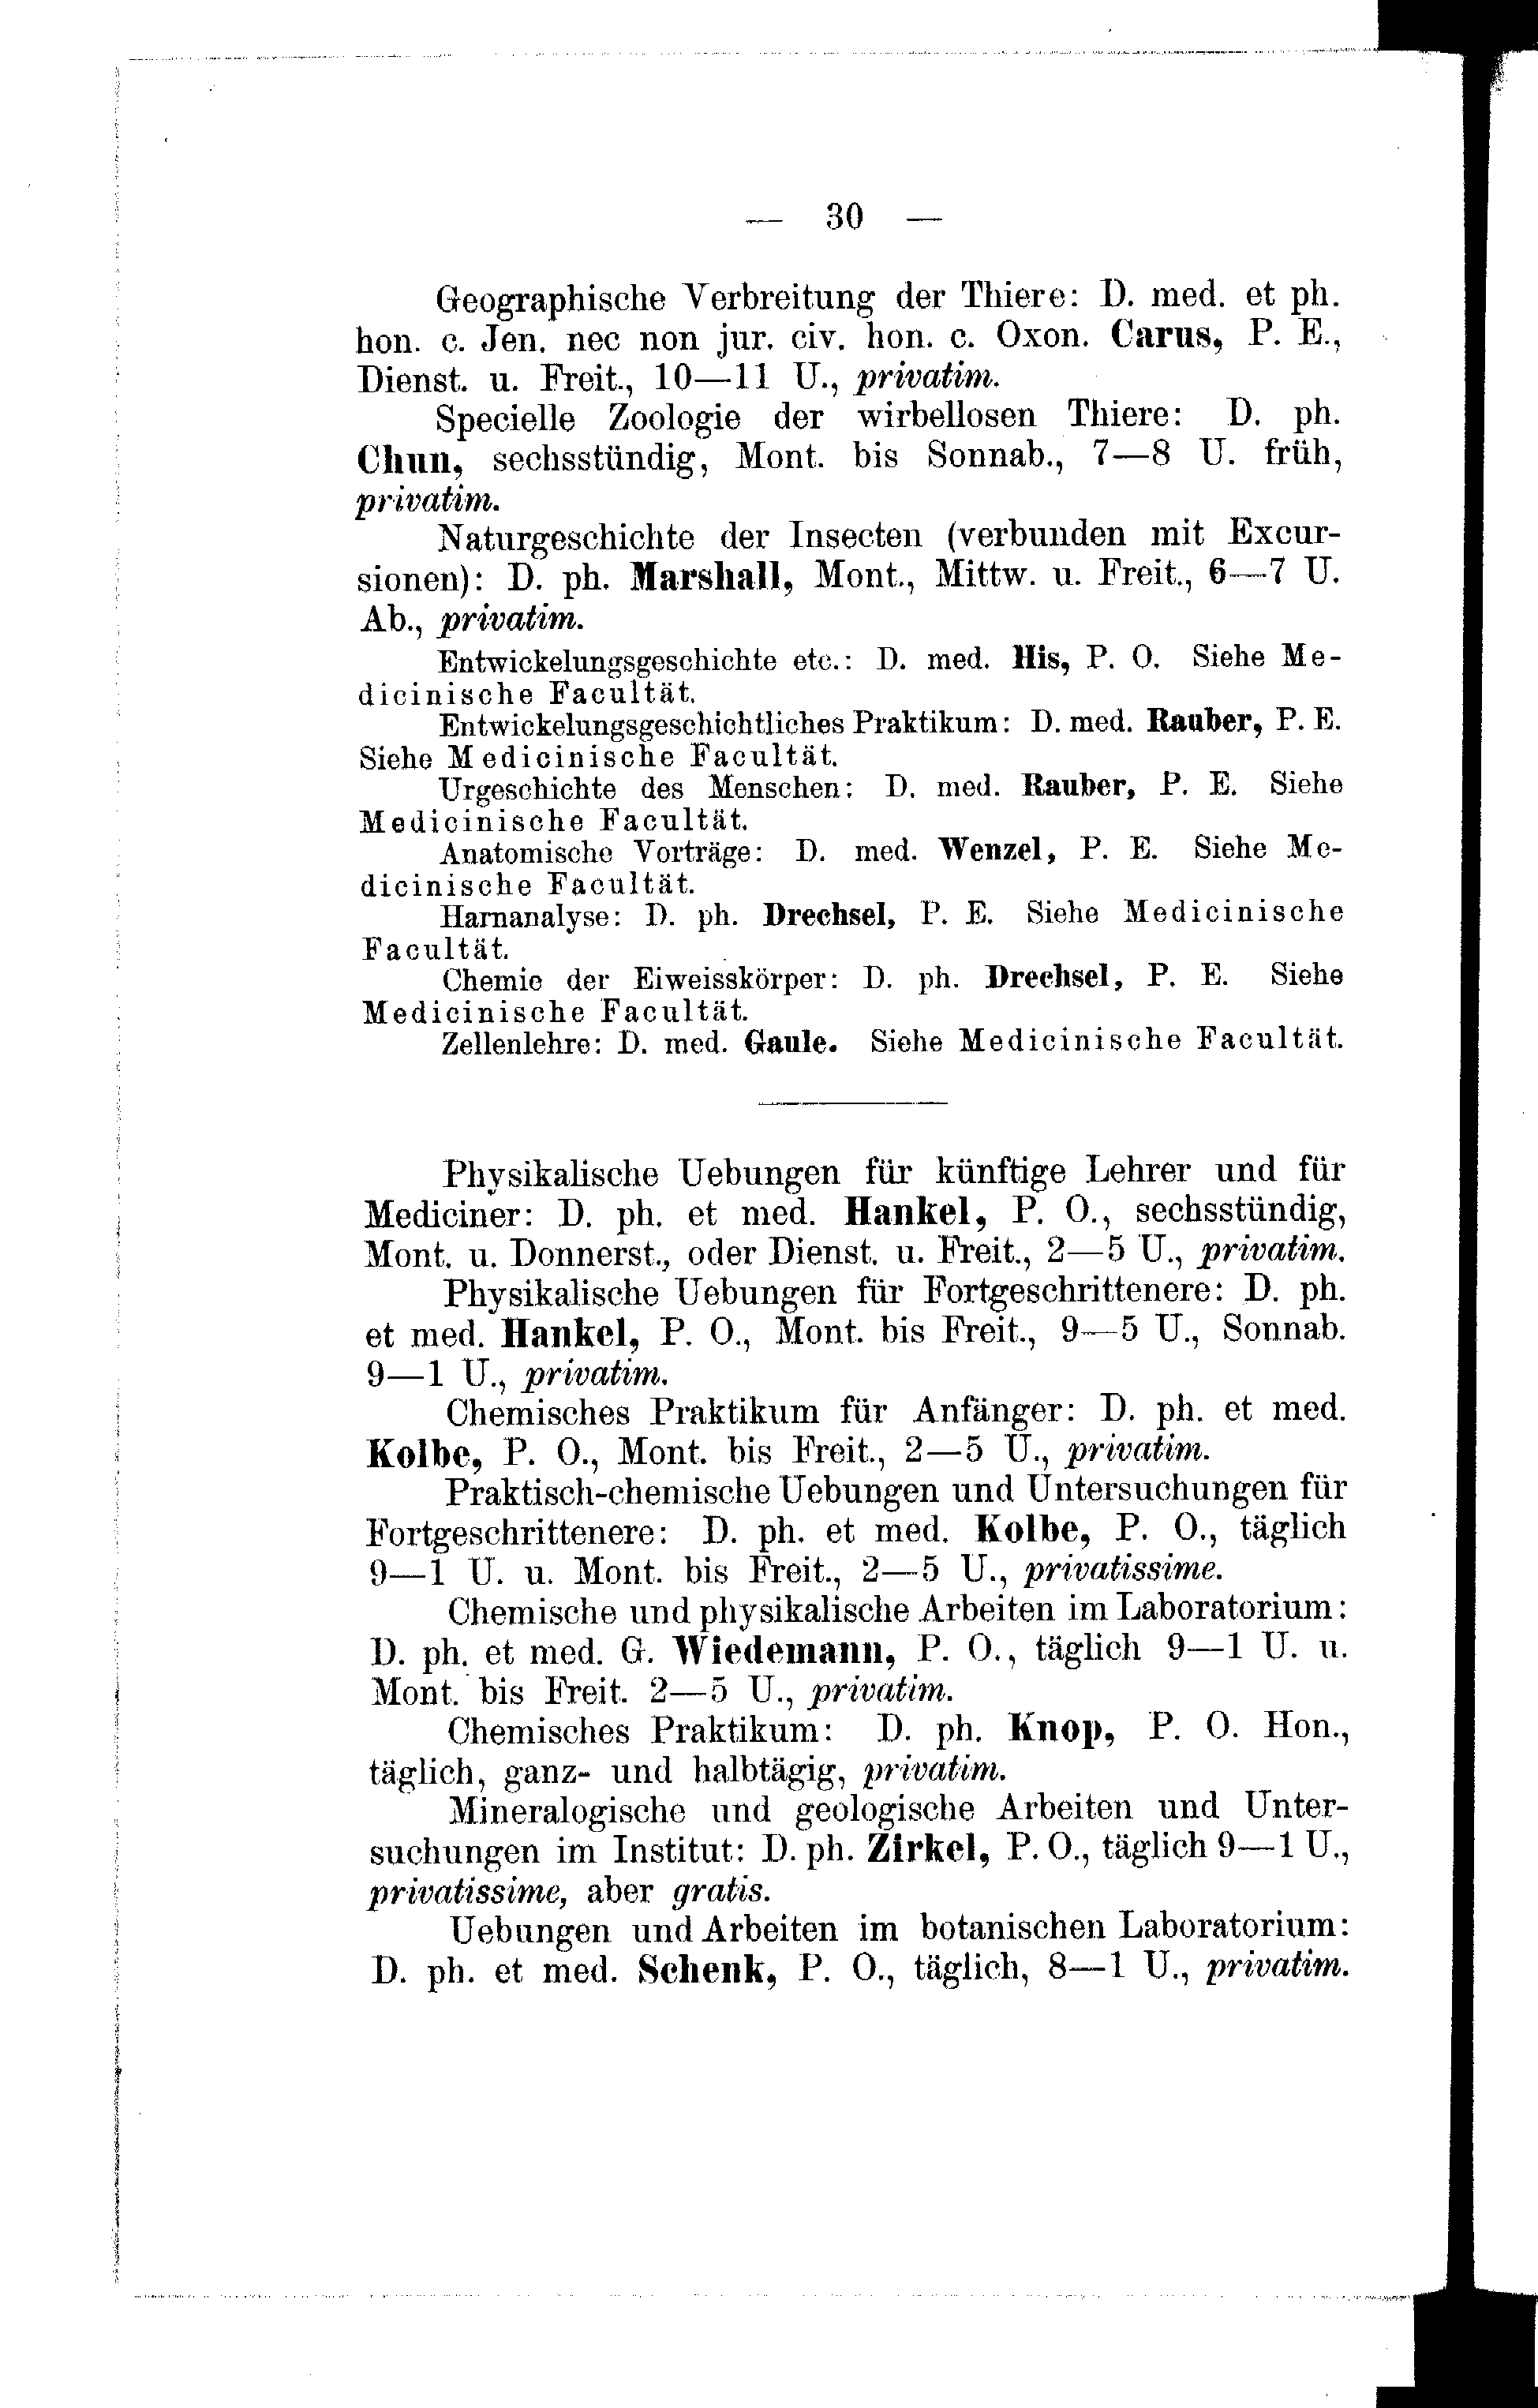 — 30 —
Geographische Verbreitung der Thiere: D. med. et ph.
hon. c. Jen. nec non jur. civ. hon. c. Oxon. Carus, P. E.,
Dienst. u. Freit., 10—11 U., privatim.
Specielle Zoologie der wirbellosen Thiere: D. ph.
Chun, sechsstündig, Mont. bis Sonnab., 7—8 U. früh,
privatim.
Naturgeschichte der Insecten (verbunden mit Excur-
sionen): D. ph. Marshall, Mont., Mittw. u. Freit., 6—7 U.
Ab., privatim.
Entwickelungsgeschichte etc.: D. med. His, P. O. Siehe Me-
dicinische Facultät.
Entwickelungsgeschichtliches Praktikum: D. med. Rauber, P. E.
Siehe Medicinische Facultät.
Urgeschichte des Menschen: D. med. Rauber, P. E. Siehe
Medicinische Facultät.
Anatomische Vorträge: D. med. Wenzel, P. E. Siehe Me-
dicinische Facultät.
Harnanalyse: D. ph. Drechsel, P. E. Siehe Medicinische
Facultät.
Chemie der Eiweisskörper: D. ph. Drechsel, P. E. Siehe
Medicinische Facultät.
Zellenlehre: D. med. Gaule. Siehe Medicinische Facultät.
Physikalische Uebungen für künftige Lehrer und für
Mediciner: D. ph. et med. Hankel, P. O., sechsstündig,
Mont. u. Donnerst., oder Dienst. u. Freit., 2—5 U., privatim.
Physikalische Uebungen für Fortgeschrittenere: D. ph.
et med. Hankel, P. O., Mont. bis Freit., 9—5 U., Sonnab.
9—1 U., privatim.
Chemisches Praktikum für Anfänger: D. ph. et med.
Kolbe, P. O., Mont. bis Freit., 2—5 U., privatim.
Praktisch-chemische Uebungen und Untersuchungen für
Fortgeschrittenere: D. ph. et med. Kolbe, P. O., täglich
9—1 U. u. Mont. bis Freit., 2—5 U., privatissime.
Chemische und physikalische Arbeiten im Laboratorium:
D. ph. et med. G. Wiedemann, P. O., täglich 9—1 U. u.
Mont. bis Freit. 2—5 U., privatim.
Chemisches Praktikum: D. ph. Knop, P. O. Hon.,
täglich, ganz- und halbtägig, privatim.
Mineralogische und geologische Arbeiten und Unter-
suchungen im Institut: D. ph. Zirkel, P. O., täglich 9—1 U.,
privatissime, aber gratis.
Uebungen und Arbeiten im botanischen Laboratorium:
D. ph. et med. Schenk, P. O., täglich, 8—1 U., privatim.